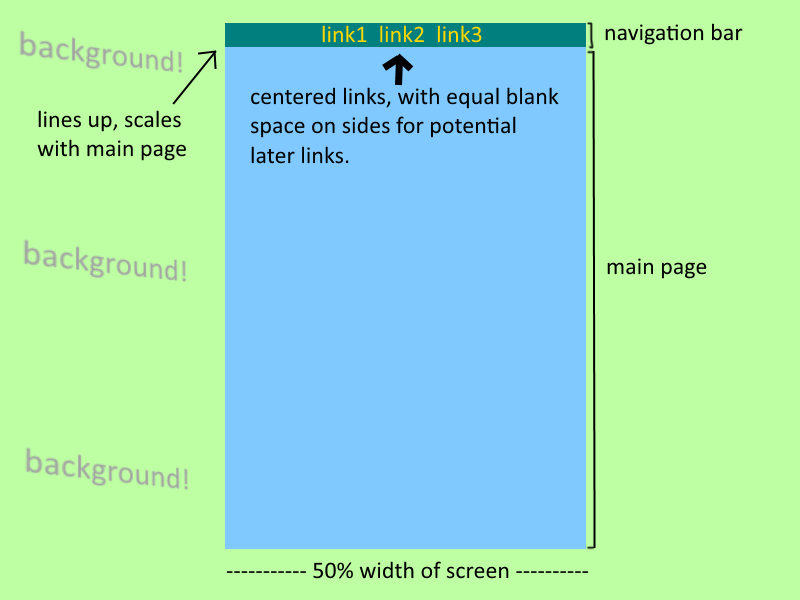 link1 link2 link3
navigation bar
background!
centered links, with equal blank
space on sides for potential
later links.
lines up, scales
with main page
background!
main page
background!
----------- 50% width of screen ----------